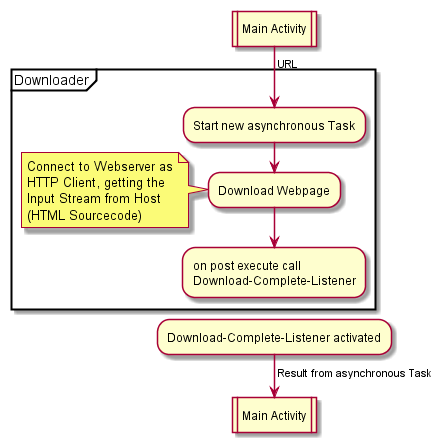 Main Activity
URL
Downloader
Start new asynchronous Task
Connect to Webserver as
HTTP Client, getting the
Input Stream from Host
(HTML Sourcecode)
Download Webpage
on post execute call
Download-Complete-Listener
Download-Complete-Listener activated
Result from asynchronous Task
Main Activity